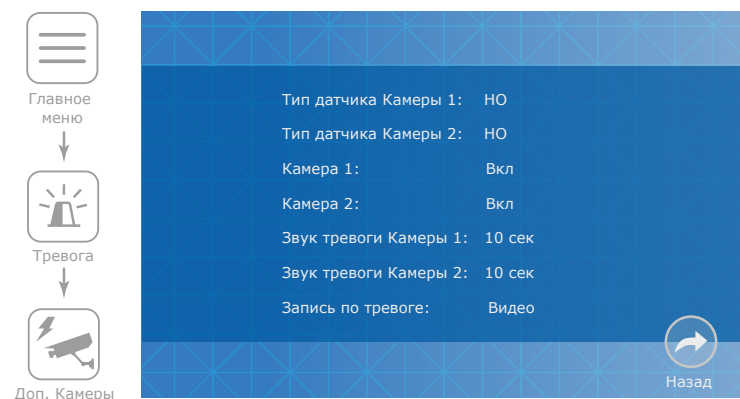 Главное
меню
Тревога
Доп. Камеры
Тип датчика Камеры 1: НО
Тип датчика Камеры 2: НО
Камера 1: Вкл
Камера 2: Вкл
Звук тревоги Камеры 1: 10 сек
Звук тревоги Камеры 2: 10 сек
Запись по тревоге: Видео
Назад